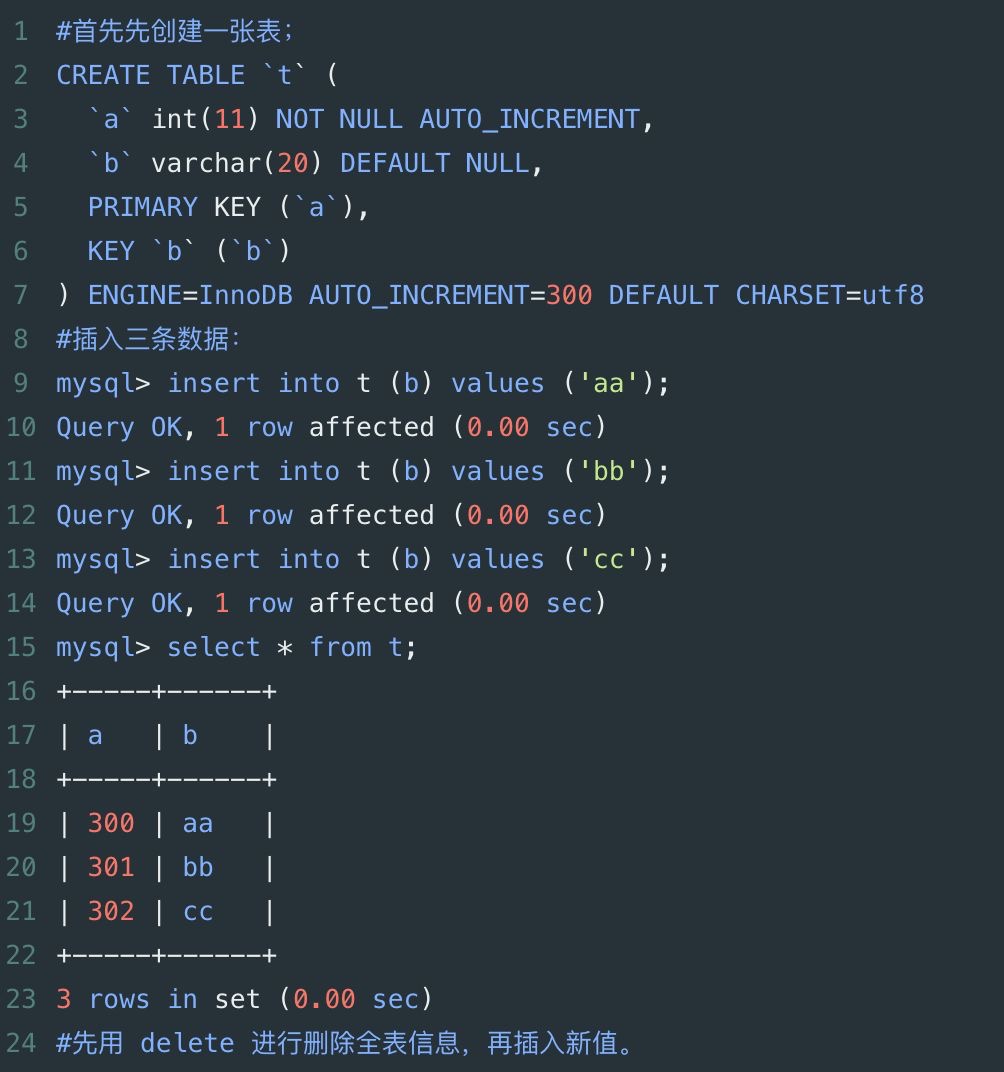 1 #首先先创建一张表；
2 CREATE TABLE `t` (
3   `a` int(11) NOT NULL AUTO_INCREMENT,
4   `b` varchar(20) DEFAULT NULL,
5   PRIMARY KEY (`a`),
6   KEY `b` (`b`)
7 ) ENGINE=InnoDB AUTO_INCREMENT=300 DEFAULT CHARSET=utf8
8 #插入三条数据：
9 mysql> insert into t (b) values ('aa');
10 Query OK, 1 row affected (0.00 sec)
11 mysql> insert into t (b) values ('bb');
12 Query OK, 1 row affected (0.00 sec)
13 mysql> insert into t (b) values ('cc');
14 Query OK, 1 row affected (0.00 sec)
15 mysql> select * from t;
16 +-----+------+
17 | a   | b    |
18 +-----+------+
19 | 300 | aa   |
20 | 301 | bb   |
21 | 302 | cc   |
22 +-----+------+
23 3 rows in set (0.00 sec)
24 #先用 delete 进行删除全表信息，再插入新值。